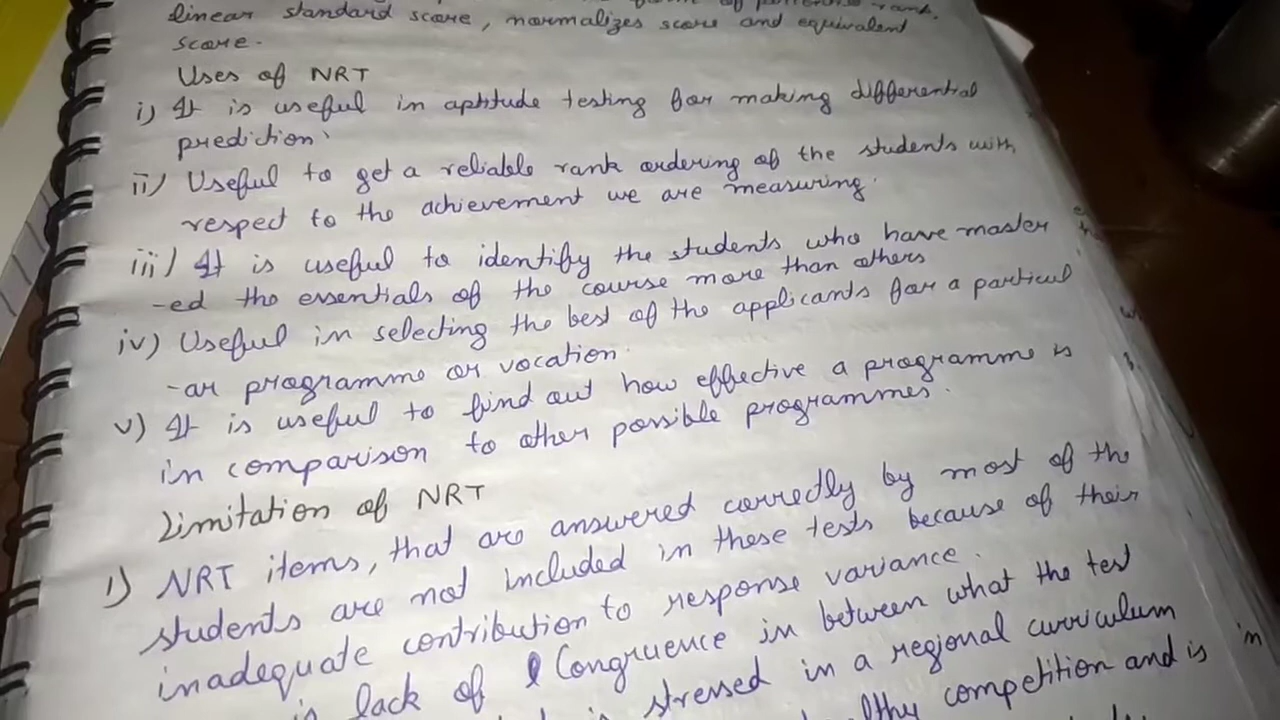 of rank.
linear standard score, normalizes score and equivalent
score.
Uses of NRT
i) It is useful in aptitude testing for making differential
prediction.
ii) Useful to get a reliable rank ordering of the students with
respect to the achievement we are measuring.
iii) It is useful to identify the students who have master
-ed the essentials of the course more than others
iv) Useful in selecting the best of the applicants for a particul
-ar programme or vocation.
v) It is useful to find out how effective a programme is
in comparison to other possible programmes.
Limitation of NRT
1) NRT items, that are answered correctly by most of the
students are not included in these tests because of their
inadequate contribution to response variance.
lack of Congruence in between what the test
stressed in a regional curriculum
competition and is in